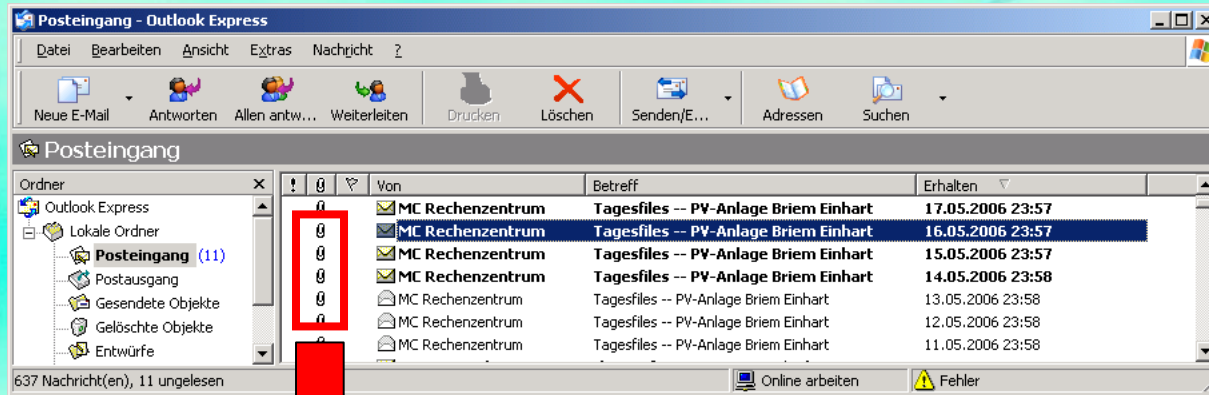 Posteingang - Outlook Express
Datei Bearbeiten Ansicht Extras Nachricht ?
Neue E-Mail Antworten Allen antw... Weiterleiten Drucken Löschen Senden/E... Adressen Suchen
Posteingang
Ordner x ! Von Betreff Erhalten
Outlook Express MC Rechenzentrum Tagesfiles -- PV-Anlage Briem Einhart 17.05.2006 23:57
Lokale Ordner MC Rechenzentrum Tagesfiles -- PV-Anlage Briem Einhart 16.05.2006 23:57
Posteingang (11) MC Rechenzentrum Tagesfiles -- PV-Anlage Briem Einhart 15.05.2006 23:57
Postausgang MC Rechenzentrum Tagesfiles -- PV-Anlage Briem Einhart 14.05.2006 23:58
Gesendete Objekte MC Rechenzentrum Tagesfiles -- PV-Anlage Briem Einhart 13.05.2006 23:58
Gelöschte Objekte MC Rechenzentrum Tagesfiles -- PV-Anlage Briem Einhart 12.05.2006 23:58
Entwürfe MC Rechenzentrum Tagesfiles -- PV-Anlage Briem Einhart 11.05.2006 23:58
637 Nachricht(en), 11 ungelesen Online arbeiten Fehler